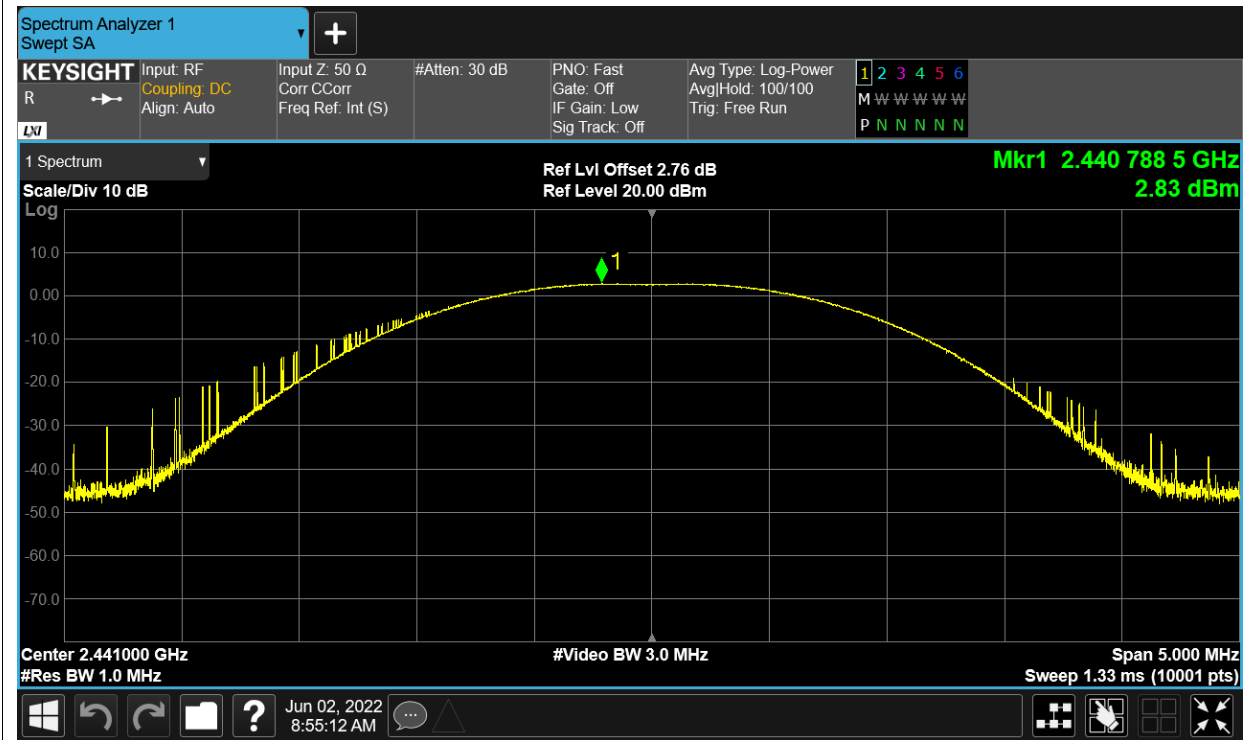 Spectrum Analyzer 1
Swept SA
KEYSIGHT
R
LXI
Input: RF
Coupling: DC
Align: Auto
Input Z: 50 Ω
Corr CCorr
Freq Ref: Int (S)
#Atten: 30 dB
PNO: Fast
Gate: Off
IF Gain: Low
Sig Track: Off
Avg Type: Log-Power
Avg|Hold: 100/100
Trig: Free Run
1 2 3 4 5 6
M W W W W W
P N N N N N
1 Spectrum
Scale/Div 10 dB
Log
Ref Lvl Offset 2.76 dB
Ref Level 20.00 dBm
Mkr1 2.440 788 5 GHz
2.83 dBm
1
10.0
0.00
-10.0
-20.0
-30.0
-40.0
-50.0
-60.0
-70.0
Center 2.441000 GHz
#Res BW 1.0 MHz
#Video BW 3.0 MHz
Span 5.000 MHz
Sweep 1.33 ms (10001 pts)
?
Jun 02, 2022
8:55:12 AM